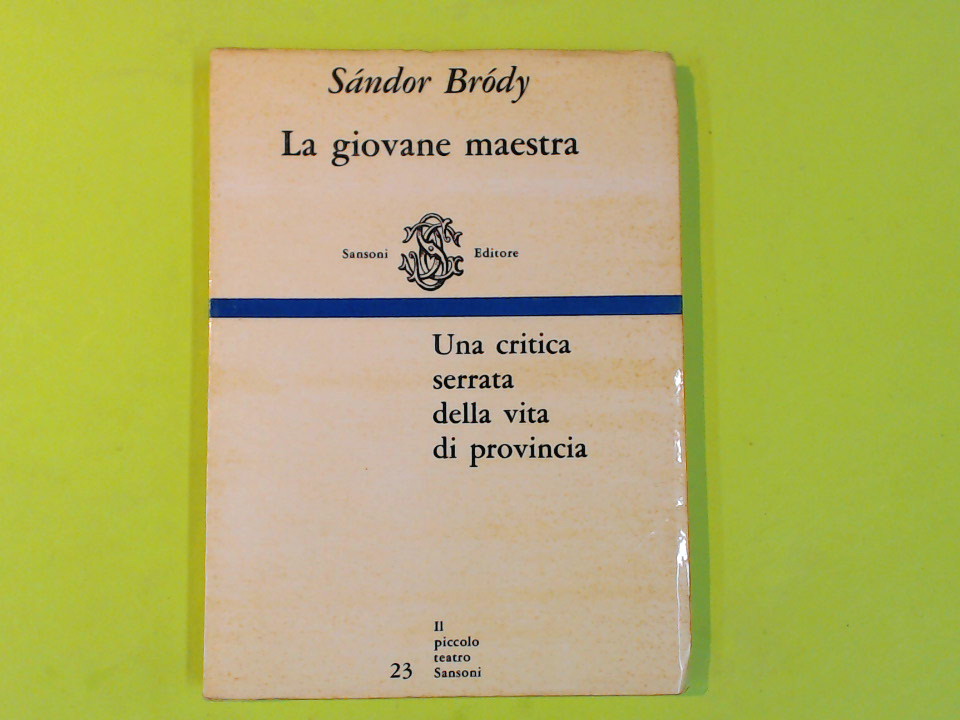 Sándor Bródy
La giovane maestra
Sansoni Editore
Una critica
serrata
della vita
di provincia
Il
piccolo
teatro
23 Sansoni